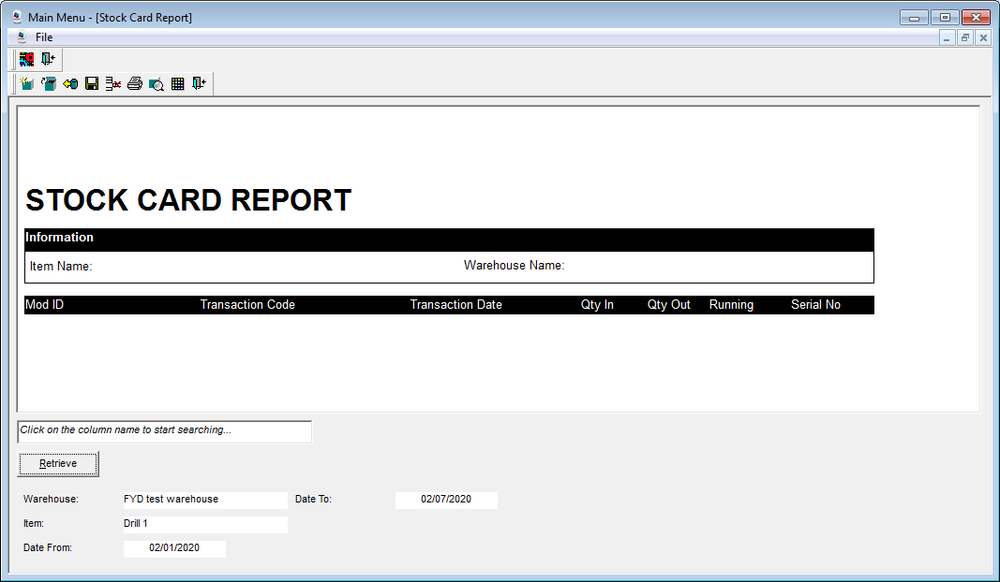 Main Menu - [Stock Card Report]
File
STOCK CARD REPORT
Information
Item Name: Warehouse Name:
Mod ID Transaction Code Transaction Date Qty In Qty Out Running Serial No
Click on the column name to start searching...
Retrieve
Warehouse: FYD test warehouse Date To: 02/07/2020
Item: Drill 1
Date From: 02/01/2020